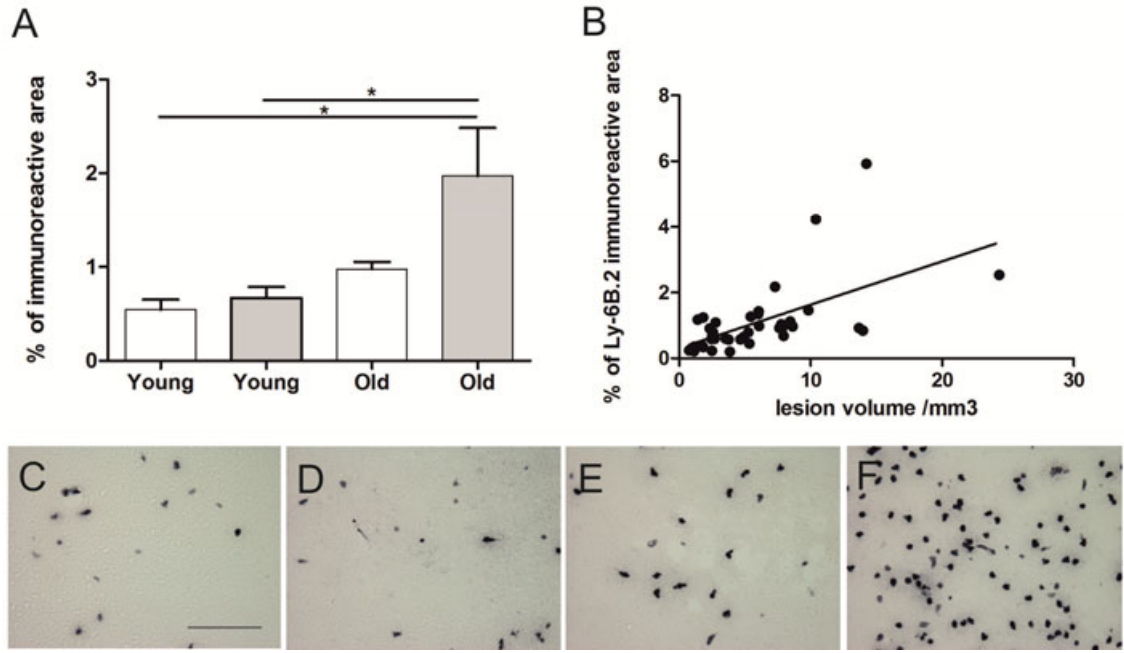 A
% of immunoreactive area
3
2
1
0
*
*
Young Young Old Old
B
% of Ly-6B.2 immunoreactive area
8
6
4
2
0
0 10 20 30
lesion volume /mm3
C
D
E
F